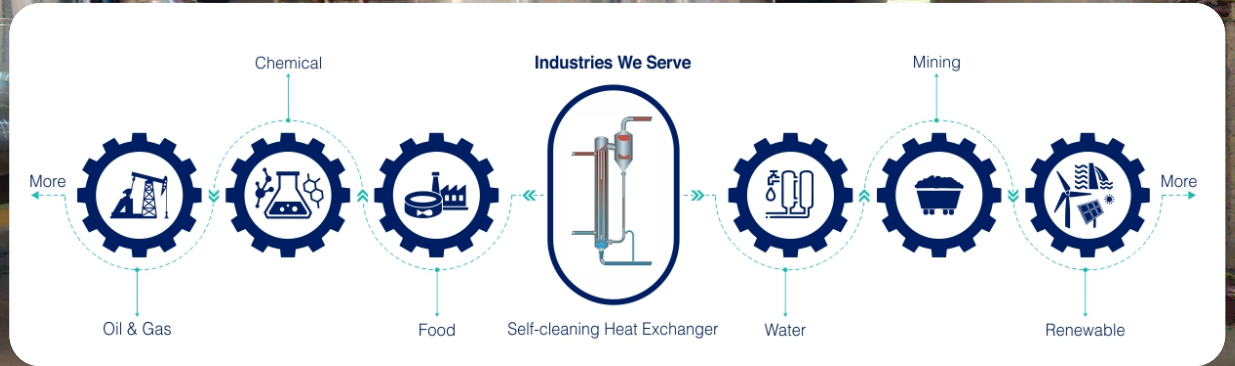 Chemical
Industries We Serve
Mining
More
More
Oil & Gas
Food
Self-cleaning Heat Exchanger
Water
Renewable